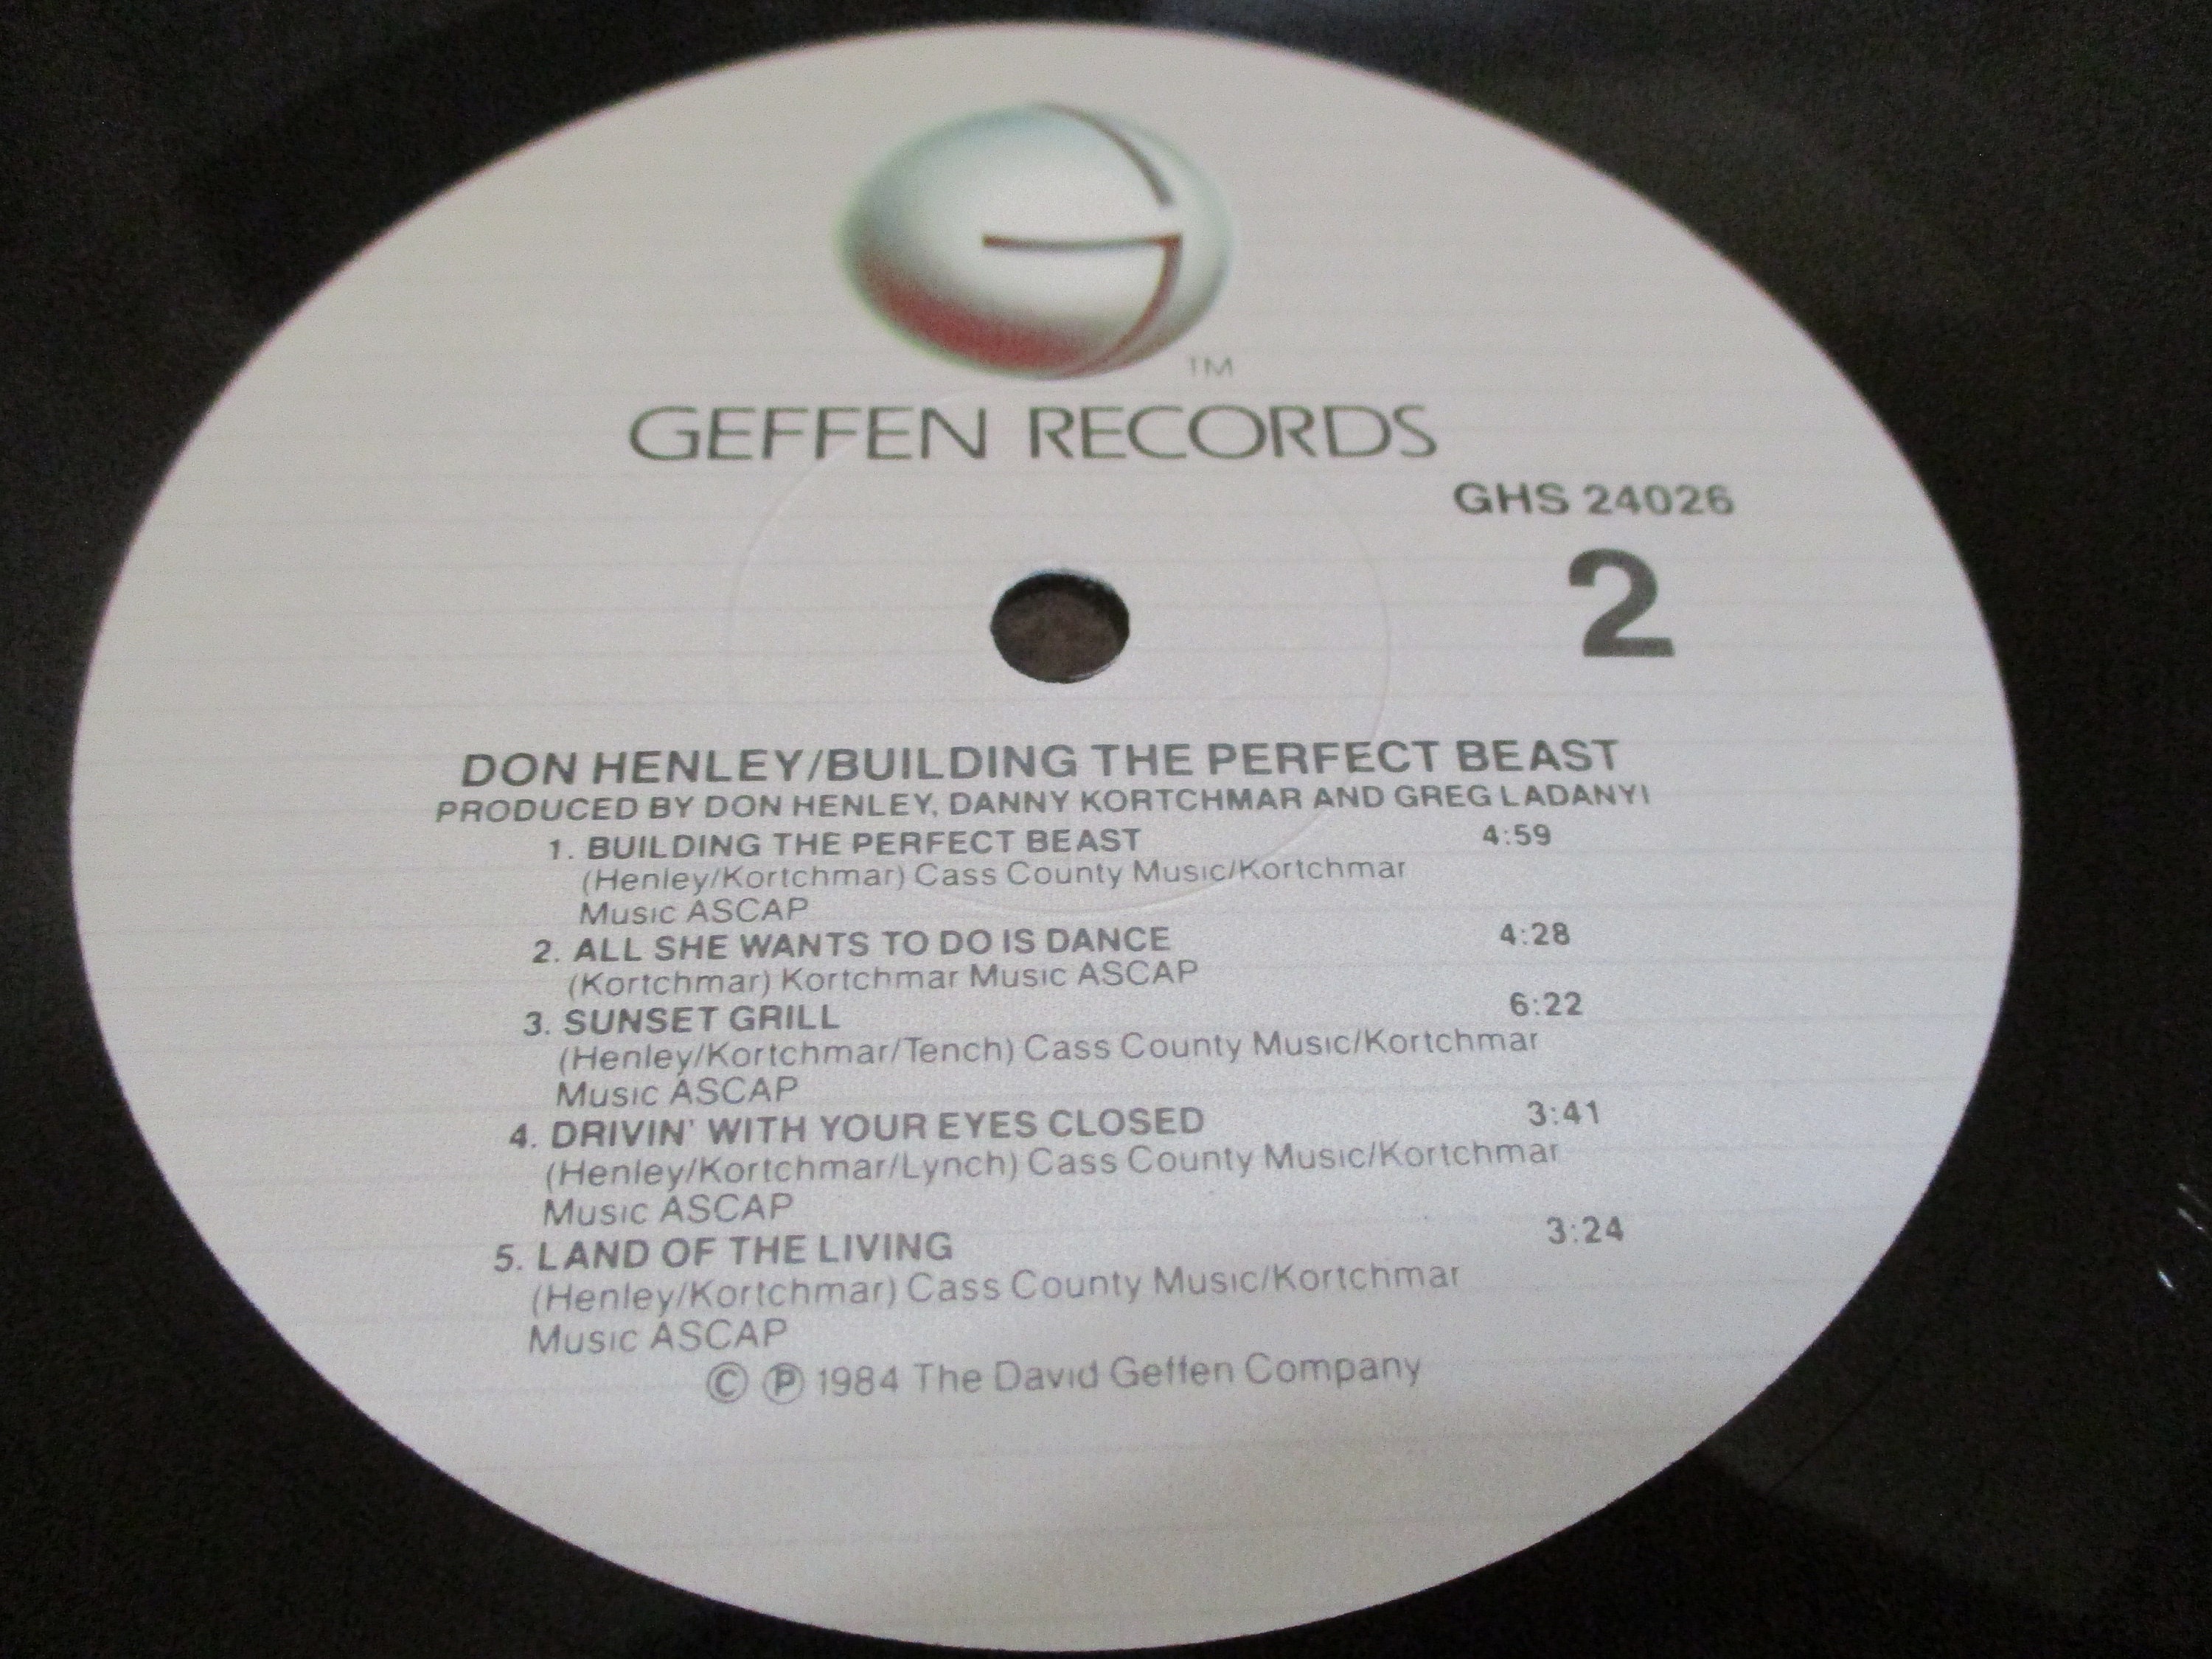 TM
GEFFEN RECORDS
GHS 24026
2
DON HENLEY/BUILDING THE PERFECT BEAST
PRODUCED BY DON HENLEY, DANNY KORTCHMAR AND GREG LADANYI
1. BUILDING THE PERFECT BEAST 4:59
(Henley/Kortchmar) Cass County Music/Kortchmar
Music ASCAP
2. ALL SHE WANTS TO DO IS DANCE 4:28
(Kortchmar) Kortchmar Music ASCAP
3. SUNSET GRILL 6:22
(Henley/Kortchmar/Tench) Cass County Music/Kortchmar
Music ASCAP
4. DRIVIN' WITH YOUR EYES CLOSED 3:41
(Henley/Kortchmar/Lynch) Cass County Music/Kortchmar
Music ASCAP
5. LAND OF THE LIVING 3:24
(Henley/Kortchmar) Cass County Music/Kortchmar
Music ASCAP
© ℗ 1984 The David Geffen Company